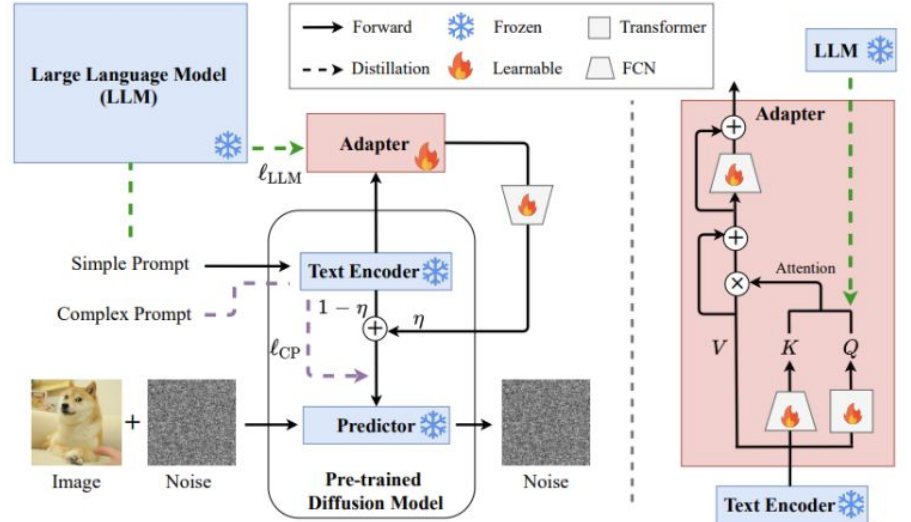 Large Language Model
(LLM)
Forward
Frozen
Transformer
Distillation
Learnable
FCN
LLM
Adapter
ℓLLM
Adapter
Simple Prompt
Text Encoder
Complex Prompt
1 − η
η
ℓCP
Attention
V
K
Q
Predictor
Image
Noise
Pre-trained
Diffusion Model
Noise
Text Encoder